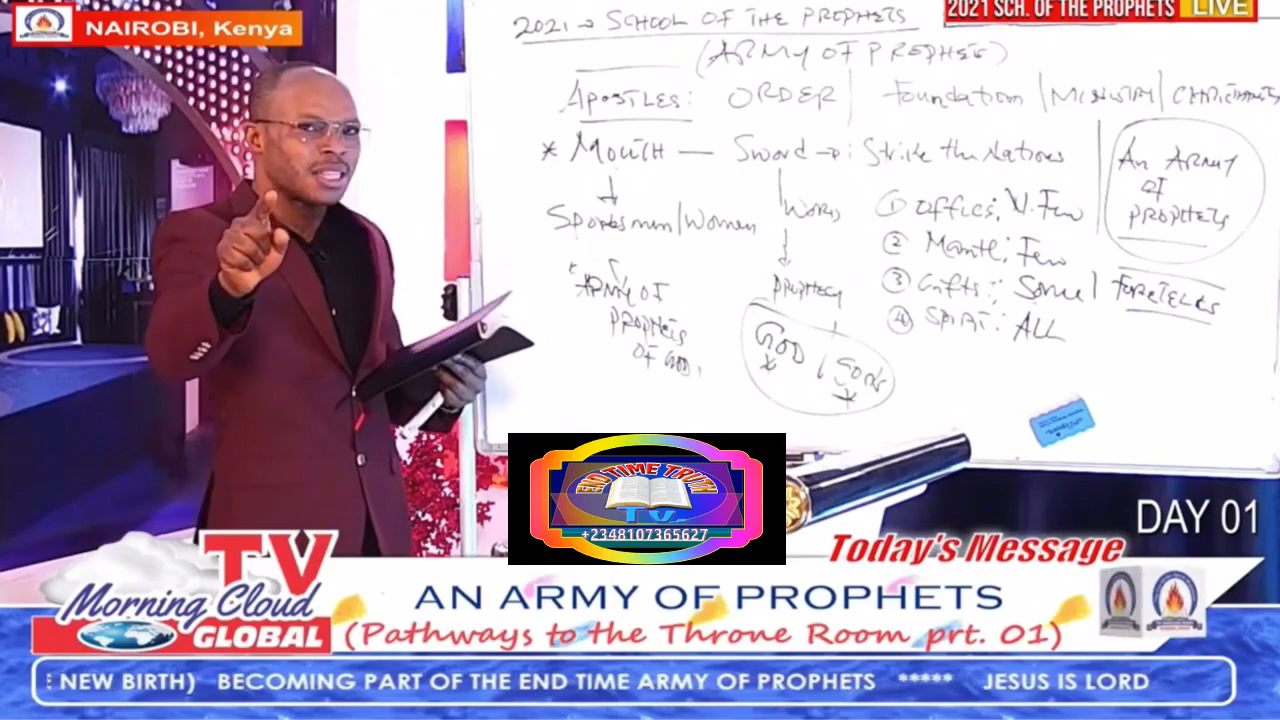 NAIROBI, Kenya
2021 SCH. OF THE PROPHETS LIVE
2021 → SCHOOL OF THE PROPHETS
(ARMY OF PROPHETS)
APOSTLES: ORDER | Foundation | MINISTRY |
* MOUTH — Sword →: Strike the Nations
Spokesmen/Women
WORD
① Offices: V. Few
② Mantle: Few
③ Gifts: Some | FORETELLS
④ SPIRIT: ALL
An ARMY
OF
PROPHETS
ARMY OF
PROPHETS
OF GOD
PROPHECY
GOD / Gods
END TIME TRUTH
TV
+2348107365627
DAY 01
Today's Message
TV
Morning Cloud
GLOBAL
AN ARMY OF PROPHETS
(Pathways to the Throne Room prt. 01)
: NEW BIRTH) BECOMING PART OF THE END TIME ARMY OF PROPHETS ***** JESUS IS LORD